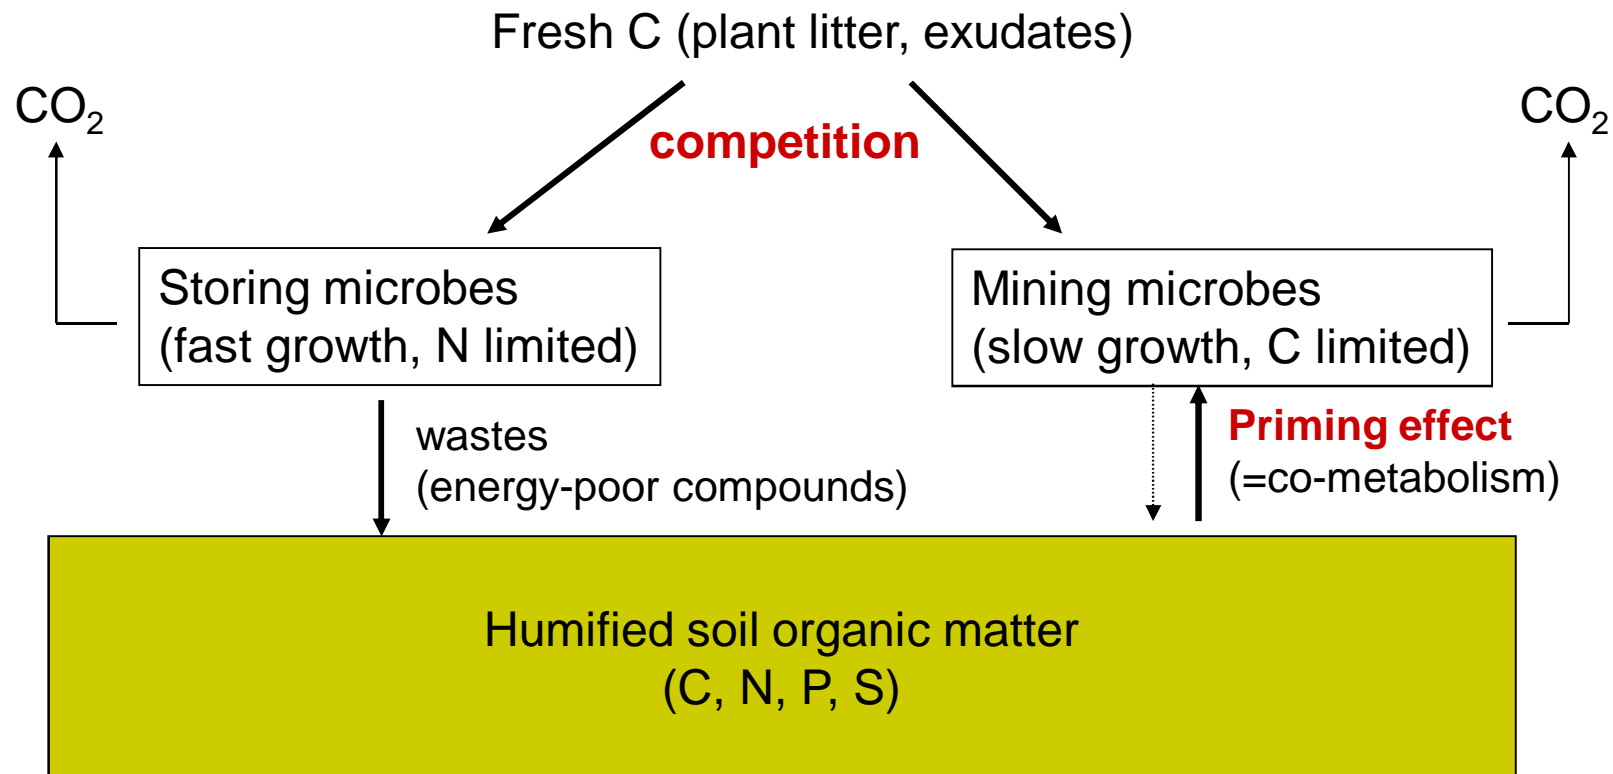 Fresh C (plant litter, exudates)
CO₂
CO₂
competition
Storing microbes
(fast growth, N limited)
Mining microbes
(slow growth, C limited)
wastes
(energy-poor compounds)
Priming effect
(=co-metabolism)
Humified soil organic matter
(C, N, P, S)